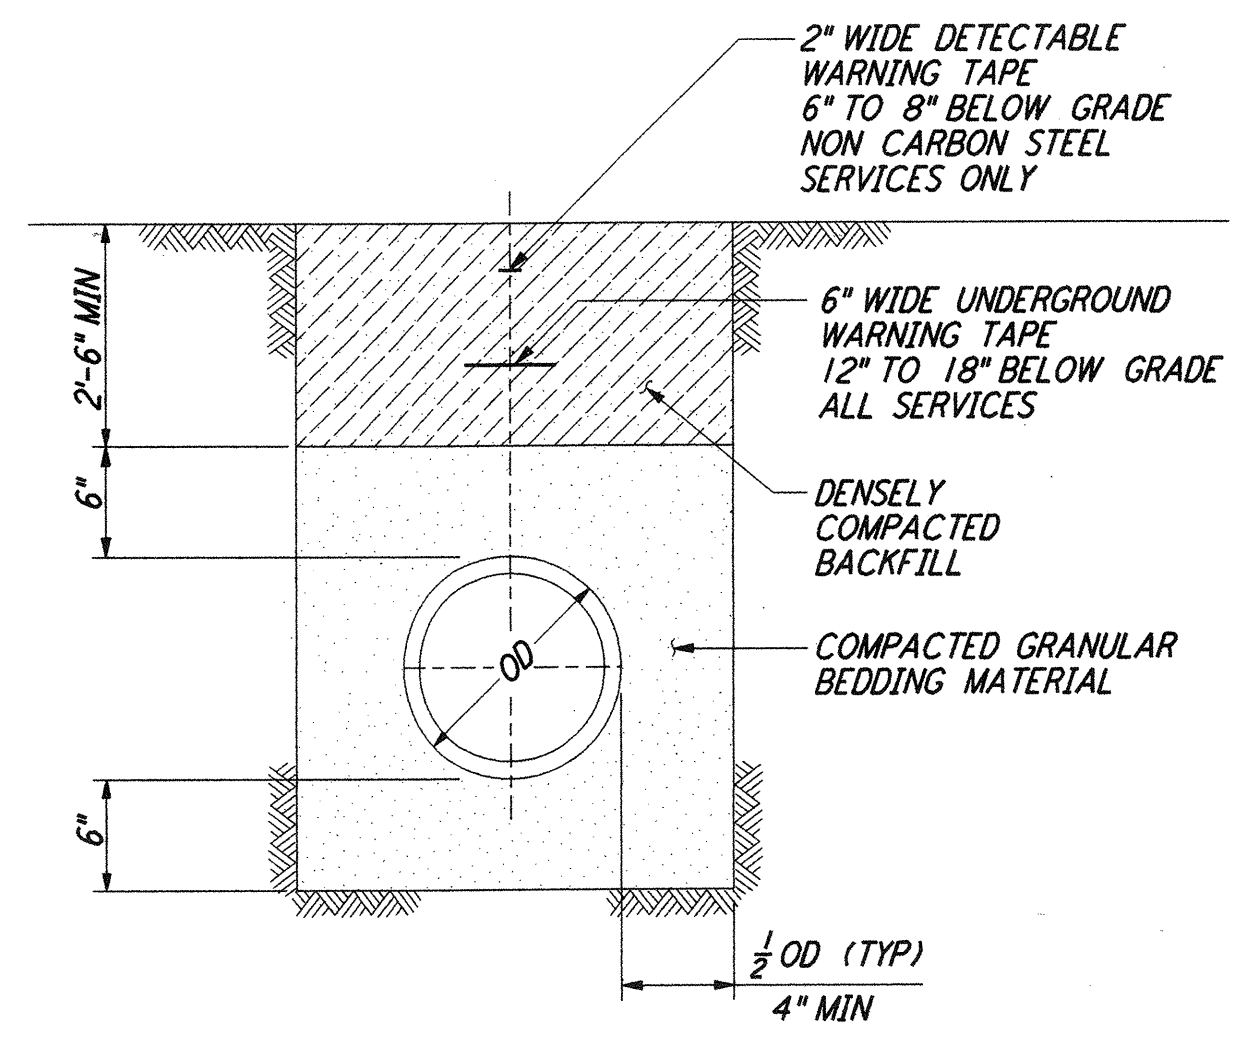 2" WIDE DETECTABLE
WARNING TAPE
6" TO 8" BELOW GRADE
NON CARBON STEEL
SERVICES ONLY
2'-6" MIN
6" WIDE UNDERGROUND
WARNING TAPE
12" TO 18" BELOW GRADE
ALL SERVICES
6"
DENSELY
COMPACTED
BACKFILL
OD
COMPACTED GRANULAR
BEDDING MATERIAL
6"
1/2 OD (TYP)
4" MIN